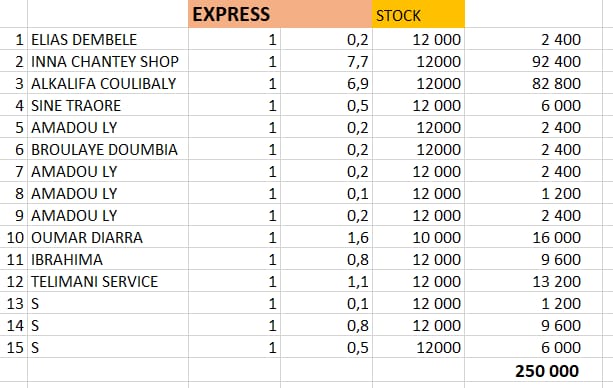 EXPRESS STOCK
1 ELIAS DEMBELE 1 0,2 12 000 2 400
2 INNA CHANTEY SHOP 1 7,7 12000 92 400
3 ALKALIFA COULIBALY 1 6,9 12000 82 800
4 SINE TRAORE 1 0,5 12 000 6 000
5 AMADOU LY 1 0,2 12000 2 400
6 BROULAYE DOUMBIA 1 0,2 12000 2 400
7 AMADOU LY 1 0,2 12 000 2 400
8 AMADOU LY 1 0,1 12 000 1 200
9 AMADOU LY 1 0,2 12 000 2 400
10 OUMAR DIARRA 1 1,6 10 000 16 000
11 IBRAHIMA 1 0,8 12 000 9 600
12 TELIMANI SERVICE 1 1,1 12 000 13 200
13 S 1 0,1 12 000 1 200
14 S 1 0,8 12 000 9 600
15 S 1 0,5 12000 6 000
250 000